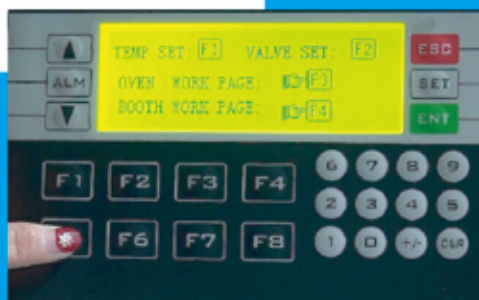 TEMP SET: F1 VALVE SET: F2
OVEN WORK PAGE: F3
BOOTH WORK PAGE: F4
ALM
ESC
SET
ENT
F1 F2 F3 F4
F6 F7 F8
6 7 8 9
2 3 4 5
1 0 +/- CLR